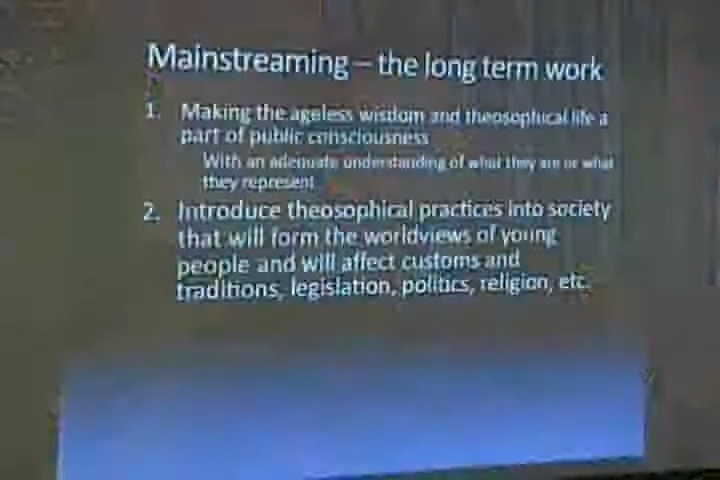 Mainstreaming – the long term work
1. Making the ageless wisdom and theosophical life a
part of public consciousness
With an adequate understanding of what they are or what
they represent
2. Introduce theosophical practices into society
that will form the worldviews of young
people and will affect customs and
traditions, legislation, politics, religion, etc.